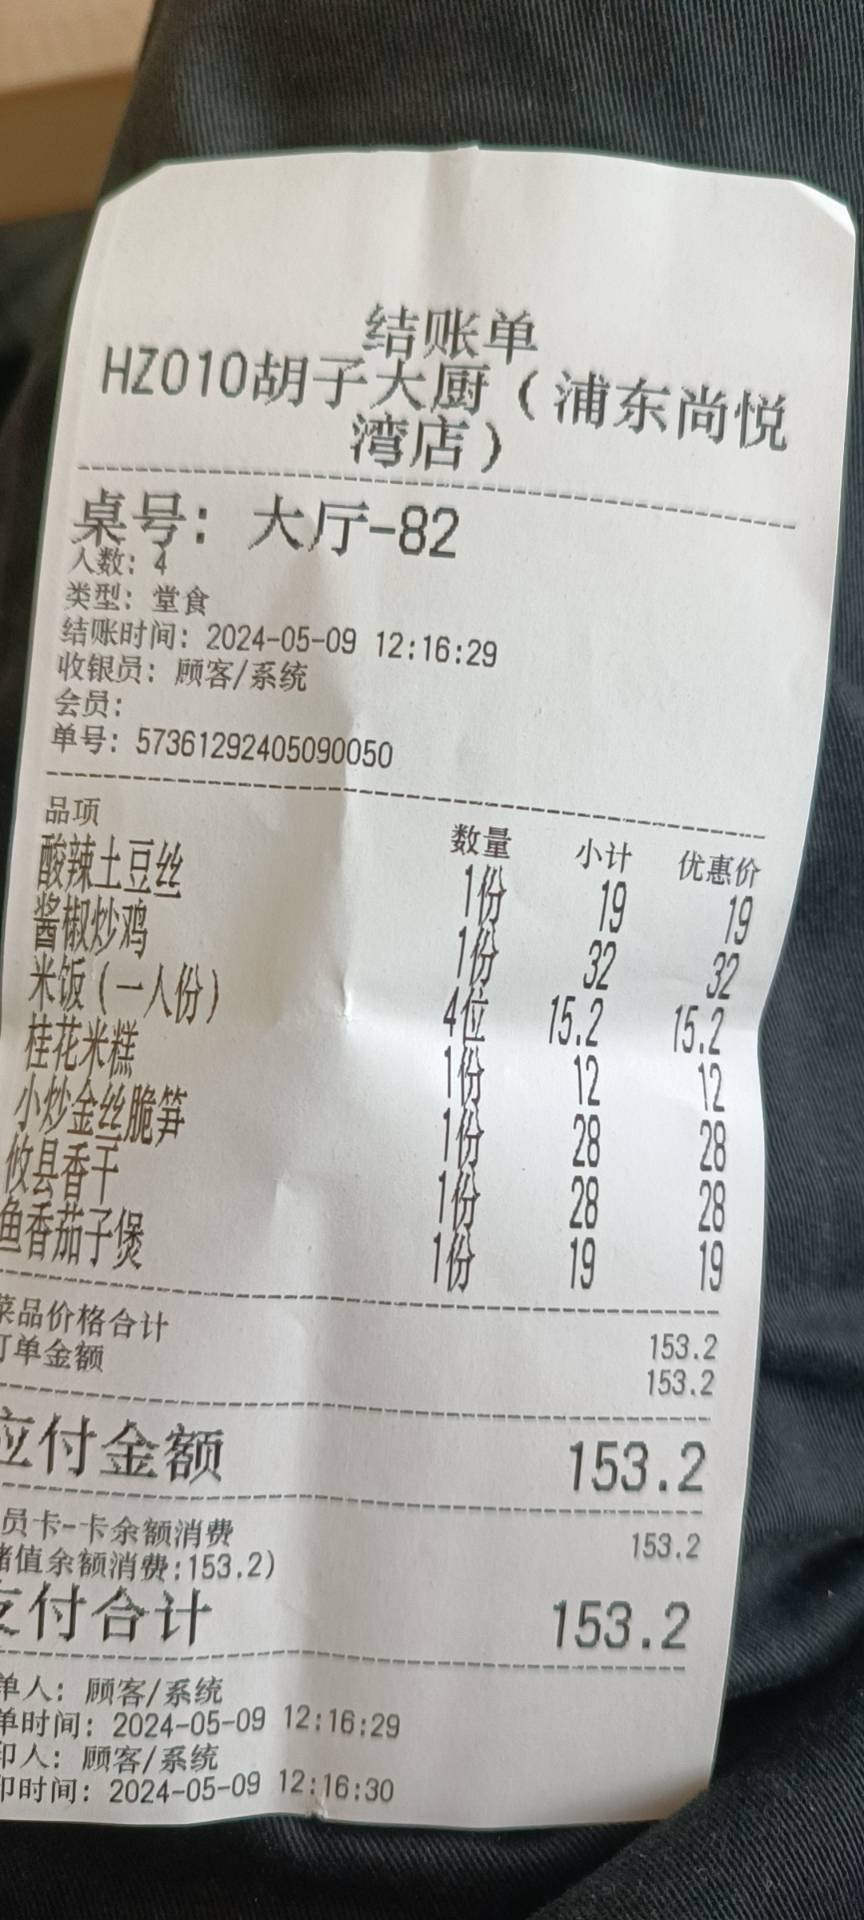 结账单
HZ010胡子大厨(浦东尚悦
湾店)
桌号: 大厅-82
人数: 4
类型: 堂食
结账时间: 2024-05-09 12:16:29
收银员: 顾客/系统
会员:
单号: 57361292405090050
品项 数量 小计 优惠价
酸辣土豆丝 1份 19 19
酱椒炒鸡 1份 32 32
米饭(一人份) 4位 15.2 15.2
桂花米糕 1份 12 12
小炒金丝脆笋 1份 28 28
攸县香干 1份 28 28
鱼香茄子煲 1份 19 19
菜品价格合计 153.2
订单金额 153.2
应付金额 153.2
员卡-卡余额消费 153.2
储值余额消费:153.2)
支付合计 153.2
单人: 顾客/系统
单时间: 2024-05-09 12:16:29
印人: 顾客/系统
印时间: 2024-05-09 12:16:30